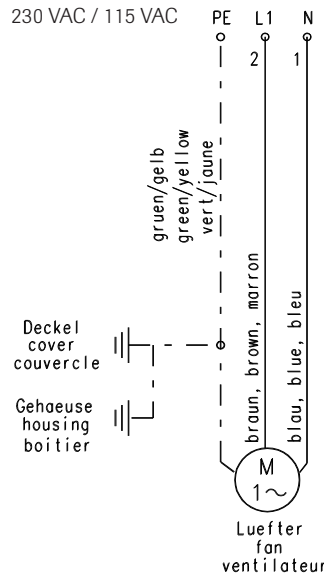 230 VAC / 115 VAC
PE L1 N
2 1
gruen/gelb
green/yellow
vert/jaune
braun, brown, marron
blau, blue, bleu
Deckel
cover
couvercle
Gehaeuse
housing
boitier
M
1~
Luefter
fan
ventilateur